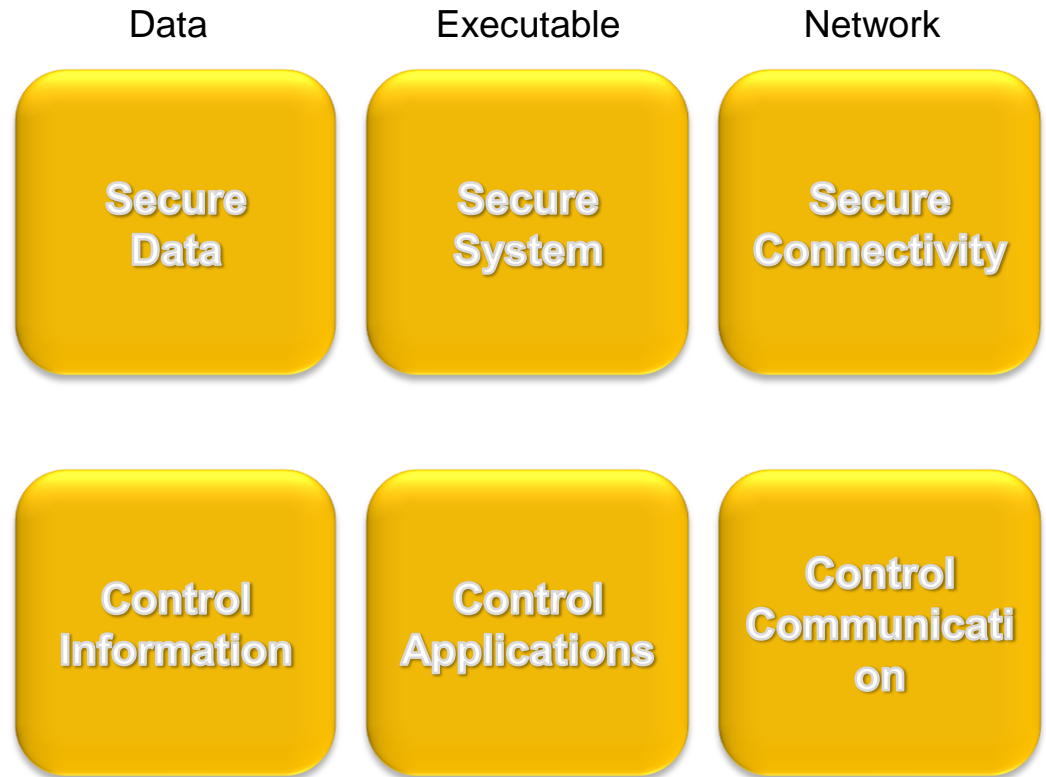 Data
Executable
Network
Secure
Data
Secure
System
Secure
Connectivity
Control
Information
Control
Applications
Control
Communicati
on